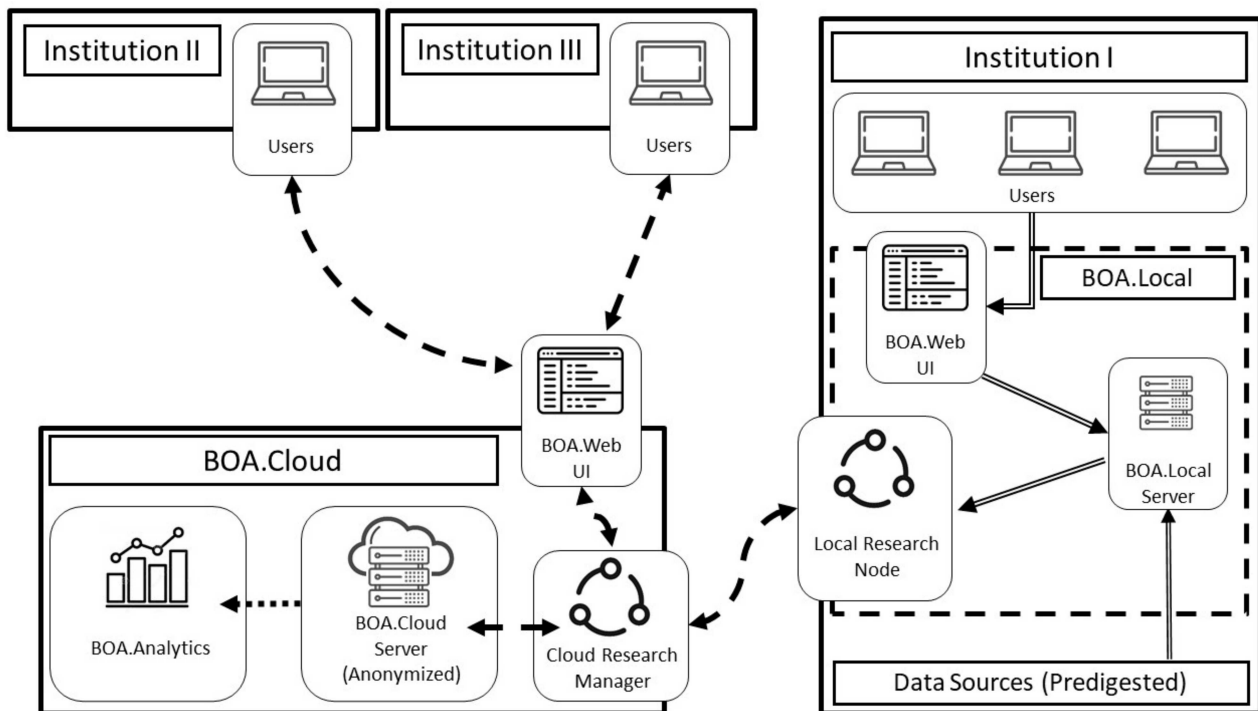 Institution II
Users
Institution III
Users
Institution I
Users
BOA.Local
BOA.Web
UI
BOA.Local
Server
Local Research
Node
Data Sources (Predigested)
BOA.Web
UI
BOA.Cloud
BOA.Analytics
BOA.Cloud
Server
(Anonymized)
Cloud Research
Manager